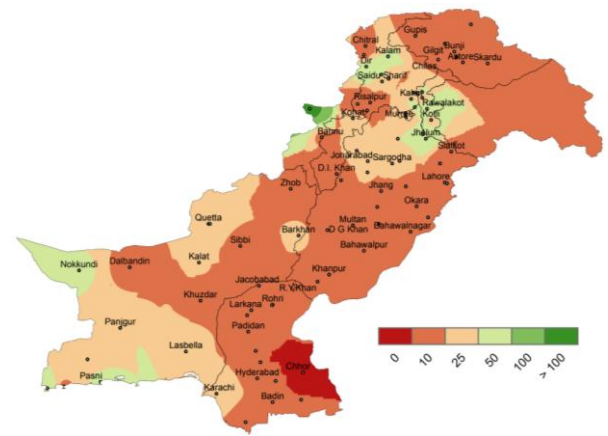 Gupis
Chitral
Bunji
Gilgit
Kalam
Astore
Skardu
Dir
Chilas
Saidu Sharif
Risalpur
Kakul
Rawalakot
Kohat
Murree
Kotli
Bannu
Jhelum
Sialkot
Joharabad
Sargodha
D.I. Khan
Lahore
Zhob
Jhang
Okara
Quetta
Multan
Barkhan
D G Khan
Bahawalnagar
Sibbi
Bahawalpur
Kalat
Nokkundi
Dalbandin
Khanpur
Jacobabad
R.Y.Khan
Khuzdar
Rohri
Larkana
Panjgur
Padidan
Lasbella
Chhor
Pasni
Hyderabad
Karachi
Badin
0
10
25
50
100
> 100